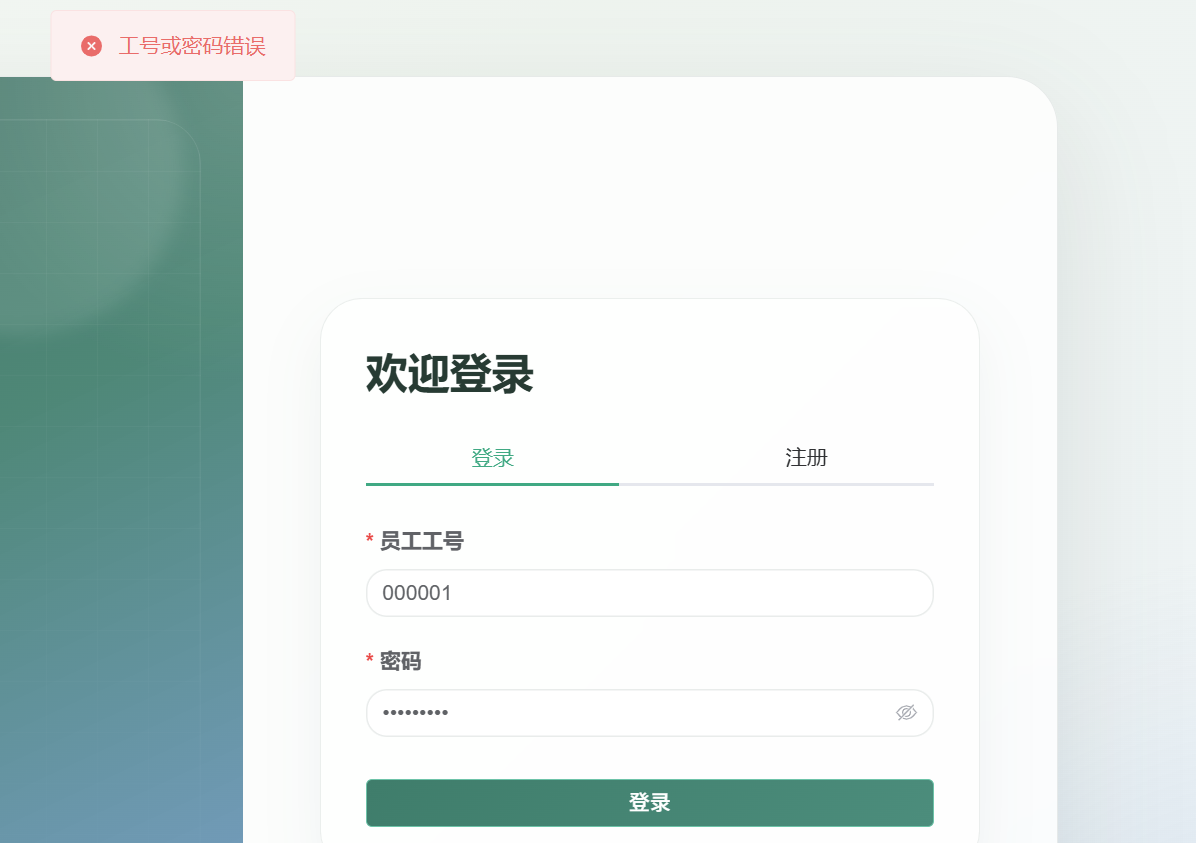 工号或密码错误
欢迎登录
登录 注册
* 员工工号
000001
* 密码
•••••••••
登录